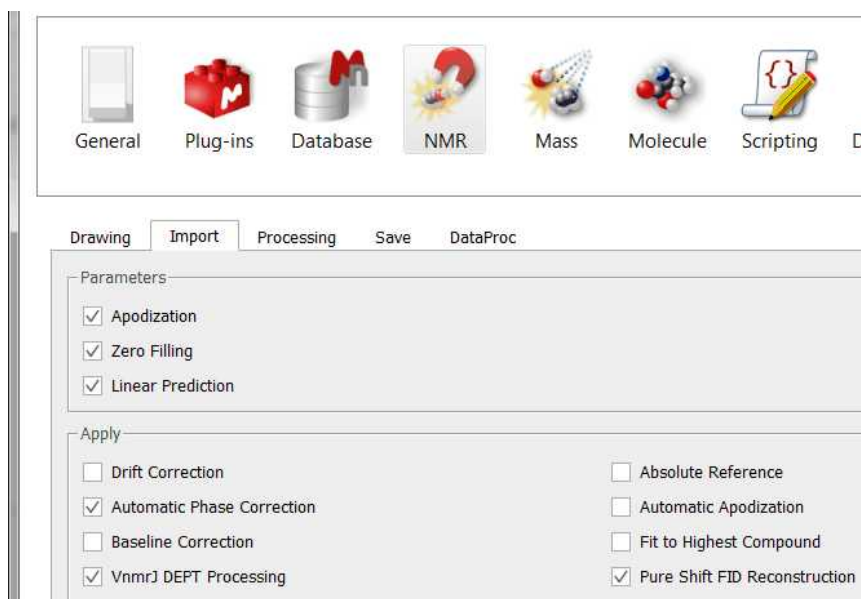 General Plug-ins Database NMR Mass Molecule Scripting D
Drawing Import Processing Save DataProc
Parameters
Apodization
Zero Filling
Linear Prediction
Apply
Drift Correction Absolute Reference
Automatic Phase Correction Automatic Apodization
Baseline Correction Fit to Highest Compound
VnmrJ DEPT Processing Pure Shift FID Reconstruction